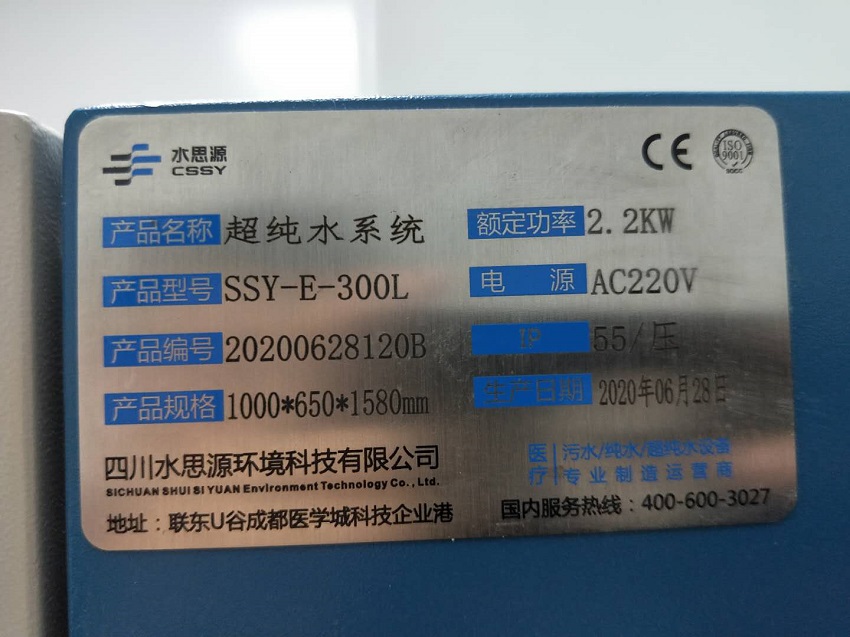 水思源
CSSY
CE
ISO
9001
产品名称 超纯水系统
额定功率 2.2KW
产品型号 SSY-E-300L
电 源 AC220V
产品编号 20200628120B
IP 55/压
产品规格 1000*650*1580mm
生产日期 2020年06月28日
四川水思源环境科技有限公司
SICHUAN SHUI SI YUAN Environment Technology Co., Ltd.
地址：联东U谷成都医学城科技企业港
医疗
污水/纯水/超纯水设备
专业制造运营商
国内服务热线：400-600-3027